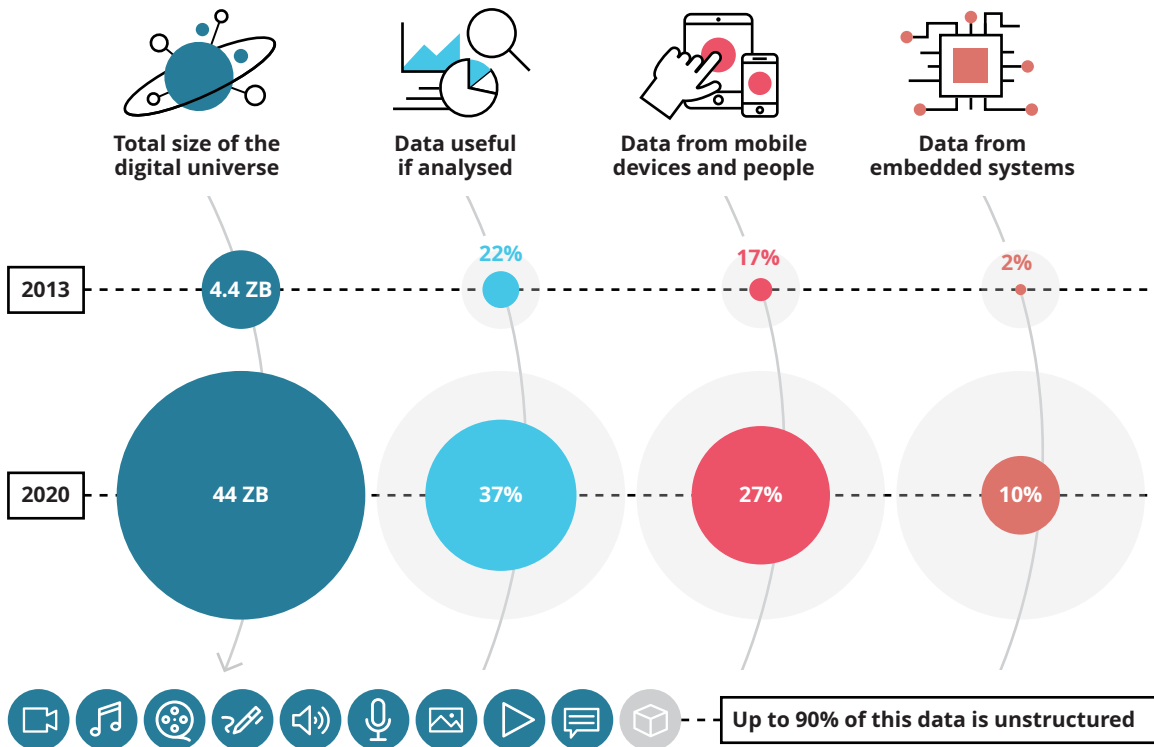 Total size of the
digital universe
Data useful
if analysed
Data from mobile
devices and people
Data from
embedded systems
2013
4.4 ZB
22%
17%
2%
2020
44 ZB
37%
27%
10%
Up to 90% of this data is unstructured